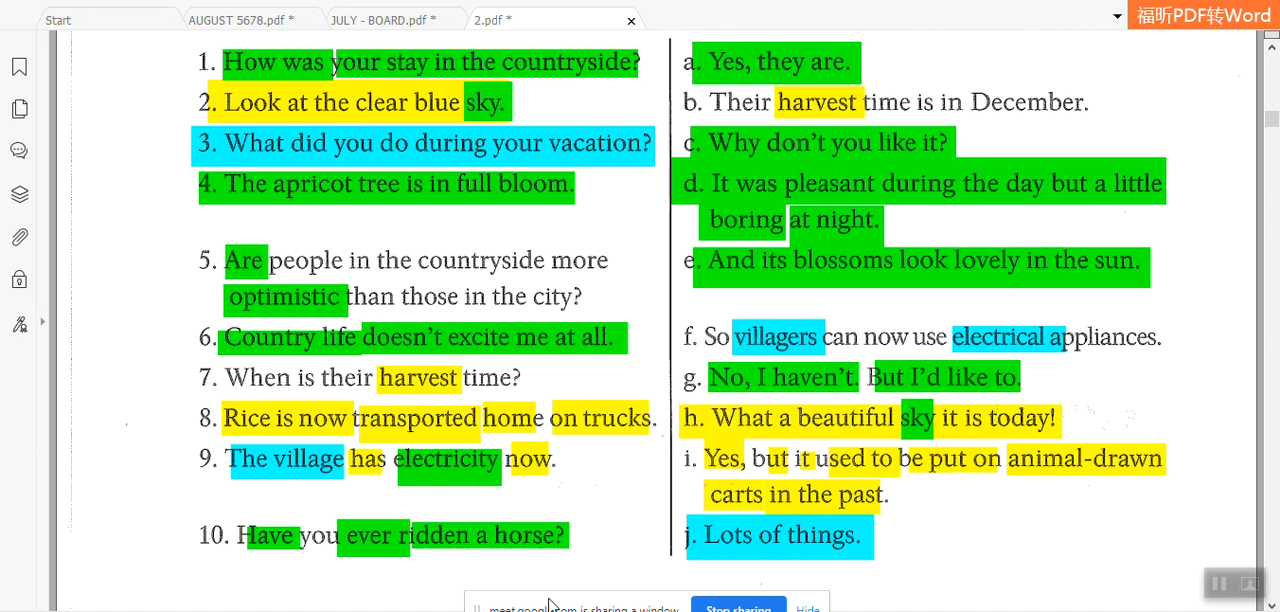 Start
AUGUST 5678.pdf *
JULY - BOARD.pdf *
2.pdf *
福昕PDF转Word
1. How was your stay in the countryside?
2. Look at the clear blue sky.
3. What did you do during your vacation?
4. The apricot tree is in full bloom.
5. Are people in the countryside more
optimistic than those in the city?
6. Country life doesn't excite me at all.
7. When is their harvest time?
8. Rice is now transported home on trucks.
9. The village has electricity now.
10. Have you ever ridden a horse?
a. Yes, they are.
b. Their harvest time is in December.
c. Why don't you like it?
d. It was pleasant during the day but a little
boring at night.
e. And its blossoms look lovely in the sun.
f. So villagers can now use electrical appliances.
g. No, I haven't. But I'd like to.
h. What a beautiful sky it is today!
i. Yes, but it used to be put on animal-drawn
carts in the past.
j. Lots of things.
meet.google.com is sharing a window.
Stop sharing
Hide